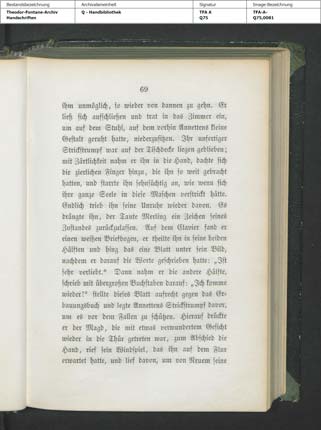 Bestandsbezeichnung
Theodor-Fontane-Archiv
Handschriften
Archivalieneinheit
Q - Handbibliothek
Signatur
TFA A
Q75
Image-Bezeichnung
TFA-A-
Q75,0081
69
ihm unmöglich, so wieder von dannen zu gehn. Er
ließ sich aufschließen und trat in das Zimmer ein,
um auf dem Stuhl, auf dem vorhin Annettens kleine
Gestalt geruht hatte, niederzusitzen. Ihr unfertiger
Strickstrumpf war auf der Tischdecke liegen geblieben;
mit Zärtlichkeit nahm er ihn in die Hand, dachte sich
die zierlichen Finger hinzu, die ihn so weit gebracht
hatten, und starrte ihn sehnsüchtig an, wie wenn sich
ihre ganze Seele in diese Maschen verstrickt hätte.
Endlich trieb ihn seine Unruhe wieder davon. Es
drängte ihn, der Tante Merling ein Zeichen seines
Zustandes zurückzulassen. Auf dem Clavier fand er
einen weißen Briefbogen, er theilte ihn in seine beiden
Hälften und hing das eine Blatt unter sein Bild,
nachdem er darauf die Worte geschrieben hatte: „Ist
sehr verliebt.“ Dann nahm er die andere Hälfte,
schrieb mit übergroßen Buchstaben darauf: „Ich komme
wieder!“ stellte dieses Blatt aufrecht gegen das Er-
bauungsbuch und legte Annettens Strickstrumpf davor,
um es vor dem Fallen zu schützen. Hierauf drückte
er der Magd, die mit etwas verwundertem Gesicht
wieder in die Thür getreten war, zum Abschied die
Hand, rief sein Windspiel, das ihn auf dem Flur
erwartet hatte, und lief davon, um von Neuem seine